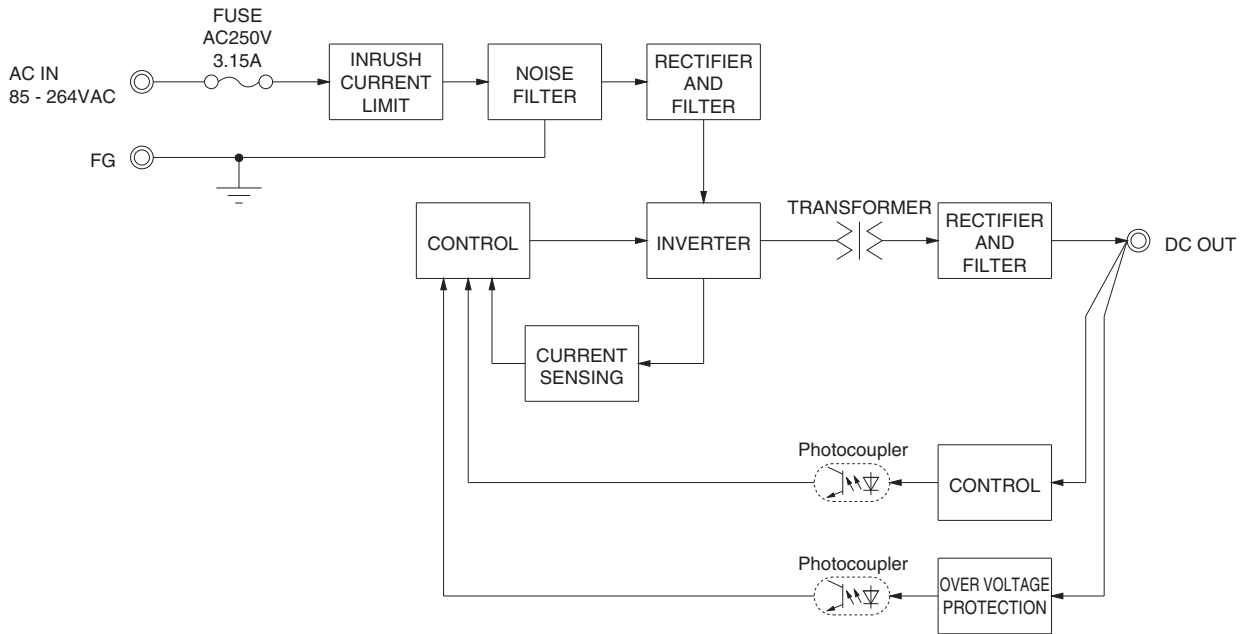 FUSE
AC250V
3.15A
AC IN
85 - 264VAC
INRUSH
CURRENT
LIMIT
NOISE
FILTER
RECTIFIER
AND
FILTER
FG
CONTROL
INVERTER
TRANSFORMER
RECTIFIER
AND
FILTER
DC OUT
CURRENT
SENSING
Photocoupler
CONTROL
Photocoupler
OVER VOLTAGE
PROTECTION